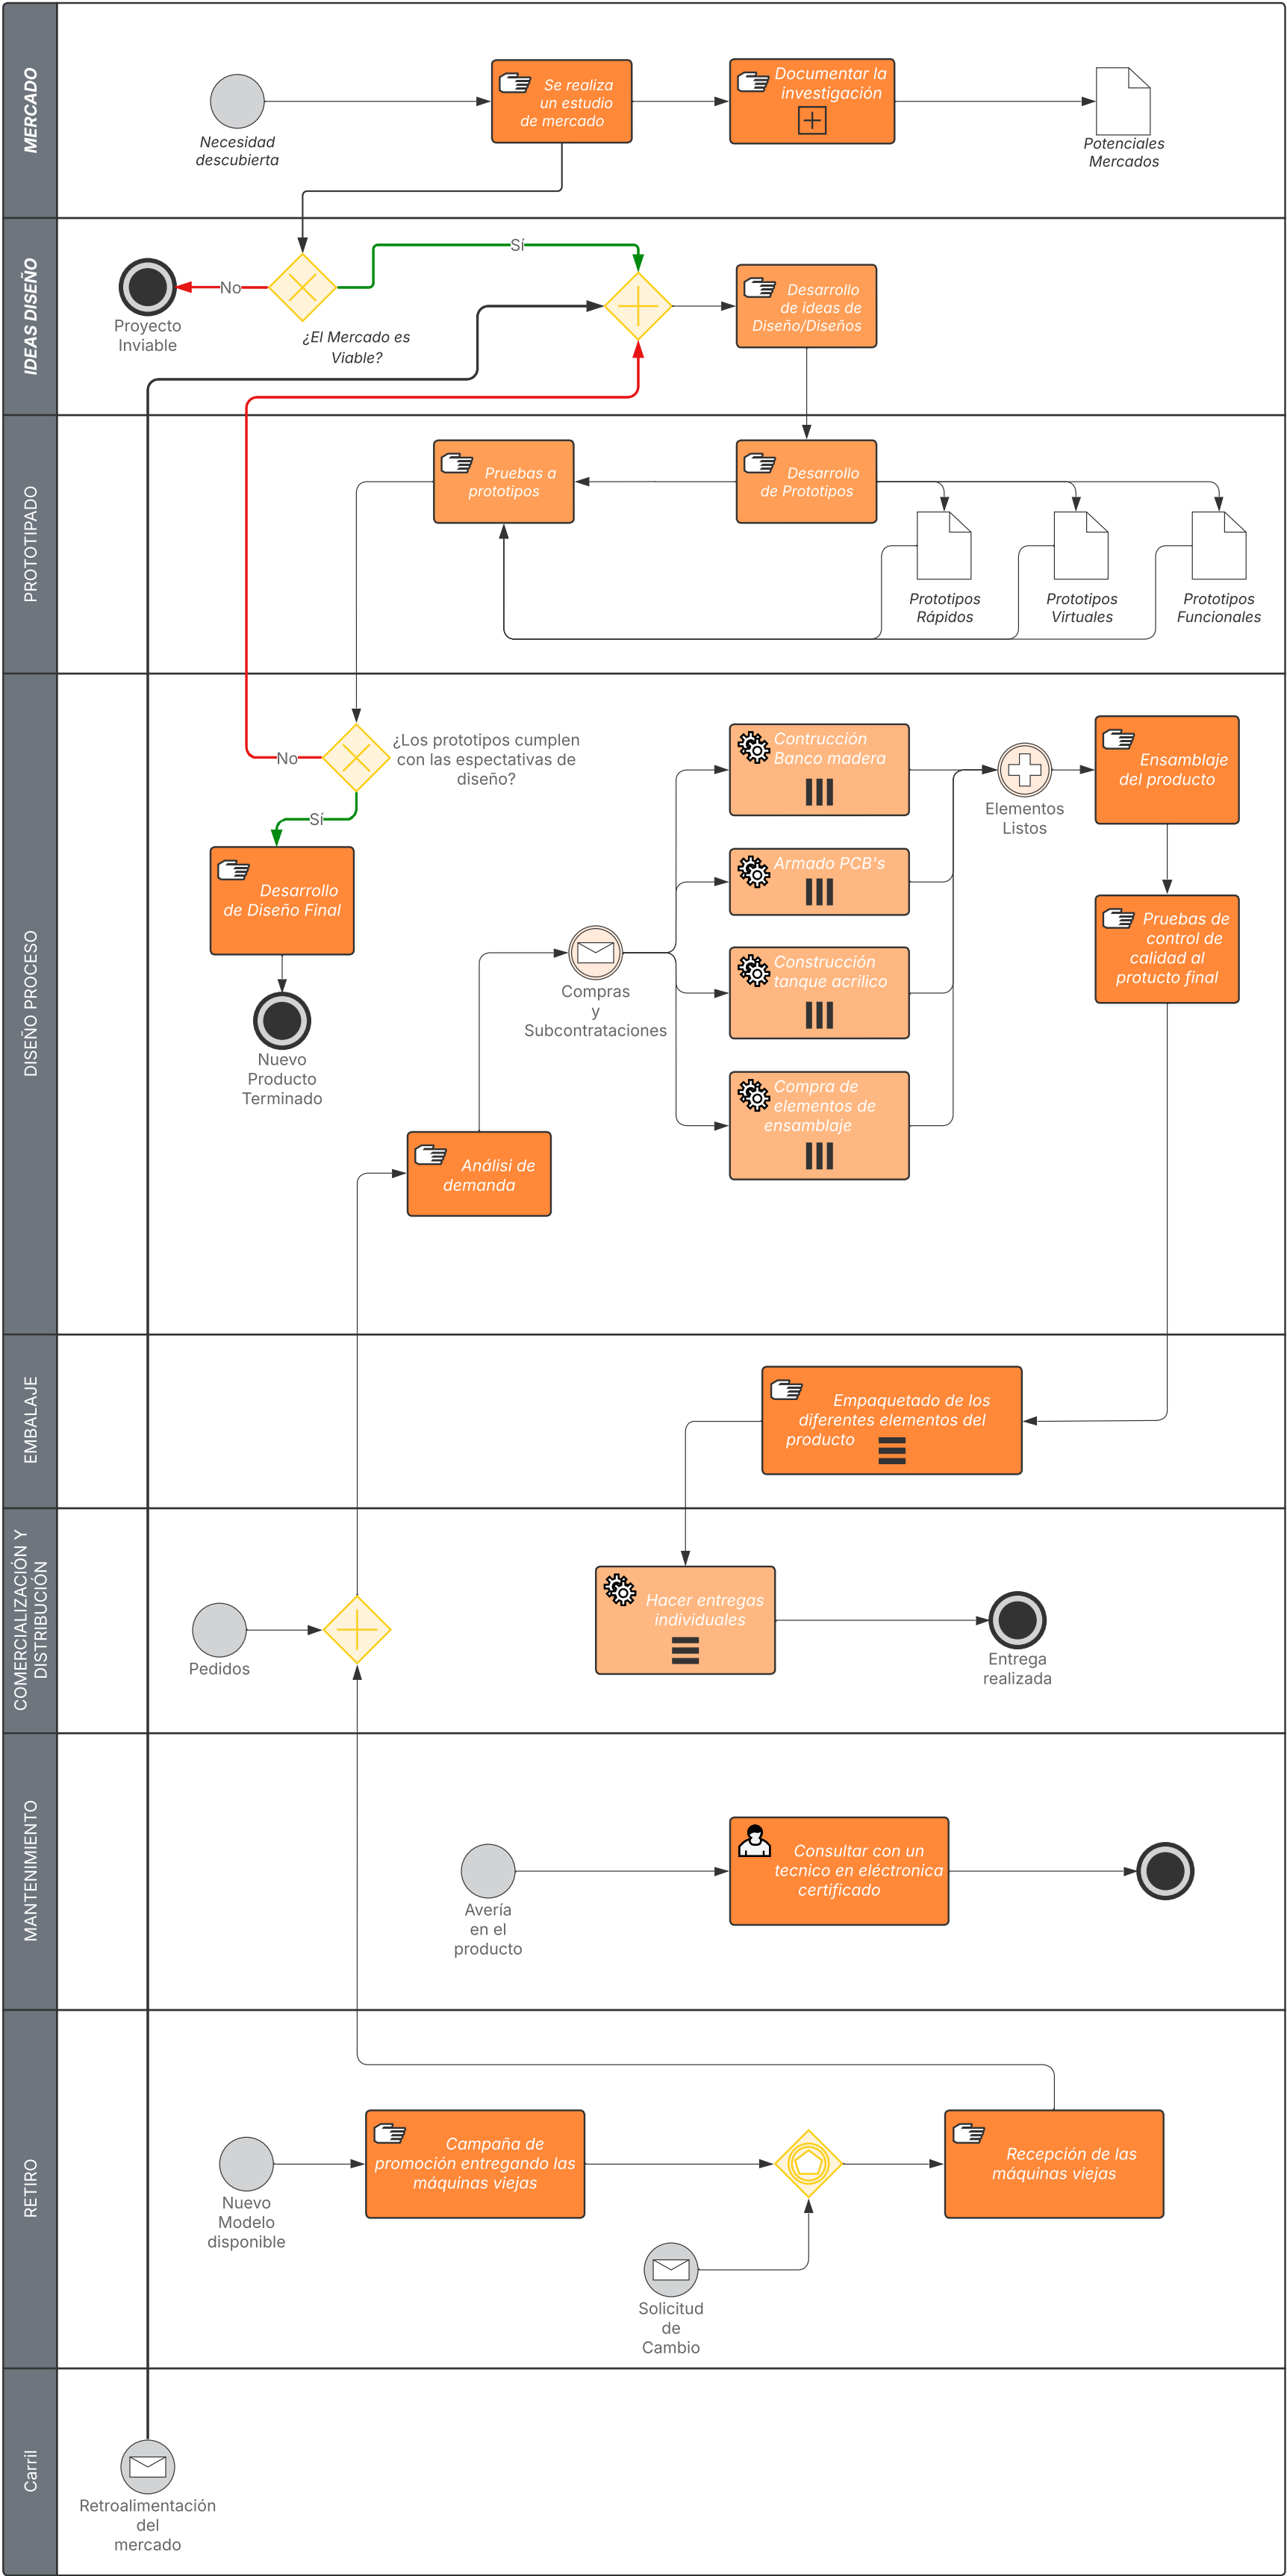 MERCADO
Necesidad
descubierta
Se realiza
un estudio
de mercado
Documentar la
investigación
Potenciales
Mercados
IDEAS DISEÑO
Proyecto
Inviable
No
¿El Mercado es
Viable?
Sí
Desarrollo
de ideas de
Diseño/Diseños
PROTOTIPADO
Pruebas a
prototipos
Desarrollo
de Prototipos
Prototipos
Rápidos
Prototipos
Virtuales
Prototipos
Funcionales
DISEÑO PROCESO
No
¿Los prototipos cumplen
con las espectativas de
diseño?
Sí
Desarrollo
de Diseño Final
Nuevo
Producto
Terminado
Análisi de
demanda
Compras
y
Subcontrataciones
Contrucción
Banco madera
Armado PCB's
Construcción
tanque acrilico
Compra de
elementos de
ensamblaje
Elementos
Listos
Ensamblaje
del producto
Pruebas de
control de
calidad al
protucto final
EMBALAJE
Empaquetado de los
diferentes elementos del
producto
COMERCIALIZACIÓN Y
DISTRIBUCIÓN
Pedidos
Hacer entregas
individuales
Entrega
realizada
MANTENIMIENTO
Avería
en el
producto
Consultar con un
tecnico en eléctronica
certificado
RETIRO
Nuevo
Modelo
disponible
Campaña de
promoción entregando las
máquinas viejas
Solicitud
de
Cambio
Recepción de las
máquinas viejas
Carril
Retroalimentación
del
mercado